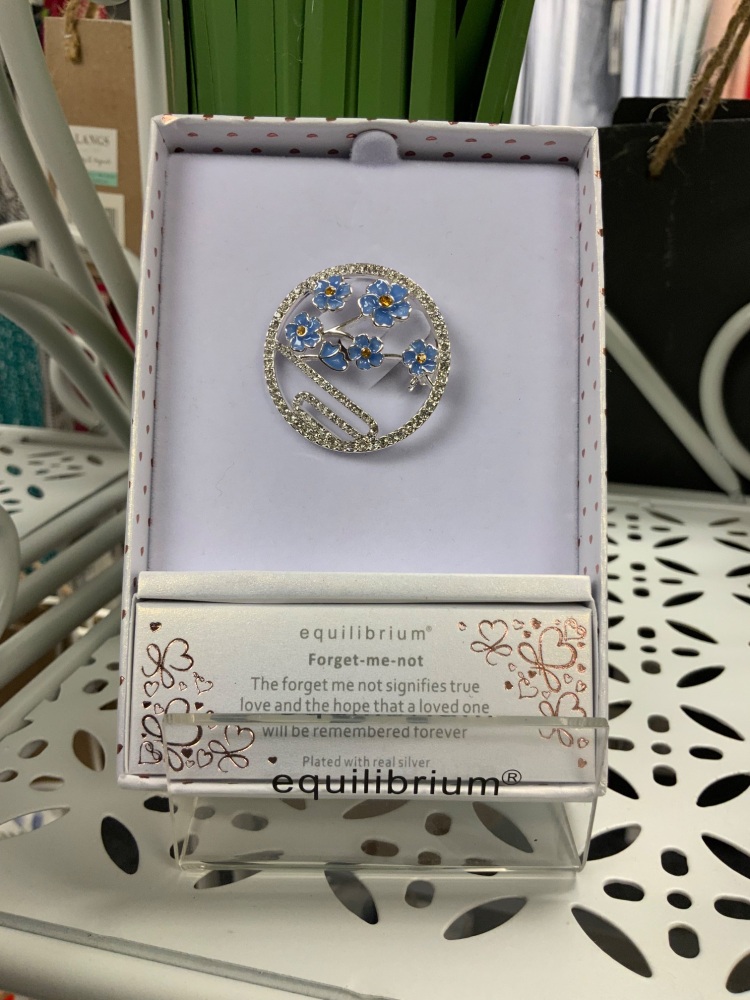 LANGS
equilibrium®
Forget-me-not
The forget me not signifies true
love and the hope that a loved one
will be remembered forever
Plated with real silver
equilibrium®